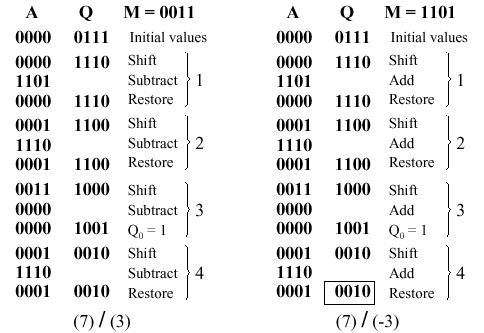 A Q M = 0011
0000 0111 Initial values
0000 1110 Shift
1101 Subtract 1
0000 1110 Restore
0001 1100 Shift
1110 Subtract 2
0001 1100 Restore
0011 1000 Shift
0000 Subtract 3
0000 1001 Q₀ = 1
0001 0010 Shift
1110 Subtract 4
0001 0010 Restore
(7) / (3)
A Q M = 1101
0000 0111 Initial values
0000 1110 Shift
1101 Add 1
0000 1110 Restore
0001 1100 Shift
1110 Add 2
0001 1100 Restore
0011 1000 Shift
0000 Add 3
0000 1001 Q₀ = 1
0001 0010 Shift
1110 Add 4
0001 0010 Restore
(7) / (-3)